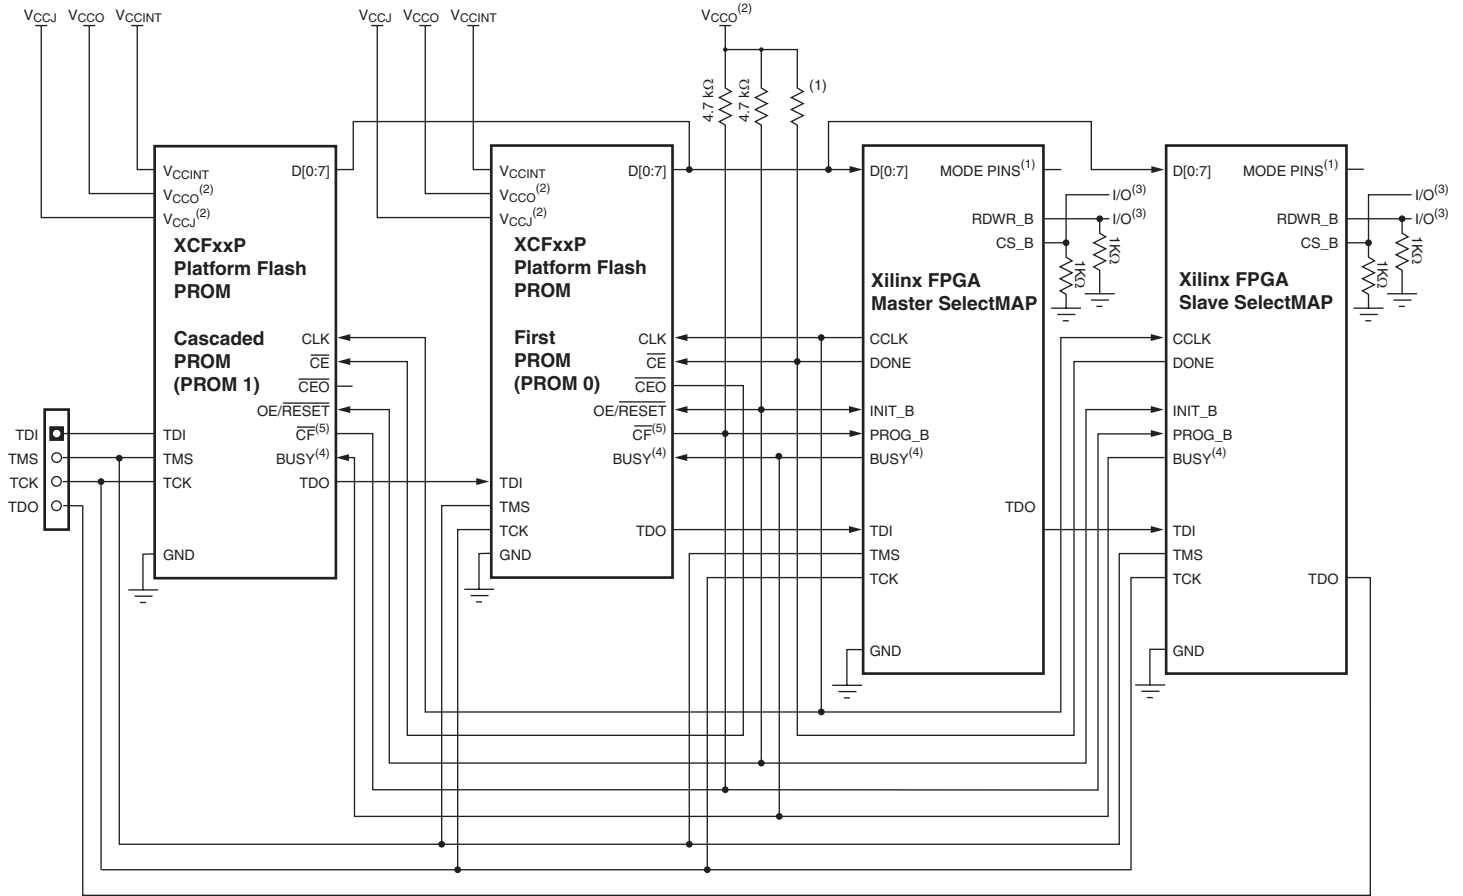 VCCJ VCCO VCCINT
VCCJ VCCO VCCINT
VCCO(2)
4.7 kΩ
4.7 kΩ
(1)
VCCINT
VCCO(2)
VCCJ(2)
D[0:7]
XCFxxP
Platform Flash
PROM
Cascaded
PROM
(PROM 1)
CLK
CE
CEO
OE/RESET
CF(5)
BUSY(4)
TDO
TDI
TMS
TCK
GND
TDI
TMS
TCK
TDO
VCCINT
VCCO(2)
VCCJ(2)
D[0:7]
XCFxxP
Platform Flash
PROM
First
PROM
(PROM 0)
CLK
CE
CEO
OE/RESET
CF(5)
BUSY(4)
TDI
TMS
TCK
TDO
GND
D[0:7]
MODE PINS(1)
RDWR_B
CS_B
I/O(3)
I/O(3)
1KΩ
1KΩ
Xilinx FPGA
Master SelectMAP
CCLK
DONE
INIT_B
PROG_B
BUSY(4)
TDO
TDI
TMS
TCK
GND
D[0:7]
MODE PINS(1)
RDWR_B
CS_B
I/O(3)
I/O(3)
1KΩ
1KΩ
Xilinx FPGA
Slave SelectMAP
CCLK
DONE
INIT_B
PROG_B
BUSY(4)
TDI
TMS
TCK
TDO
GND